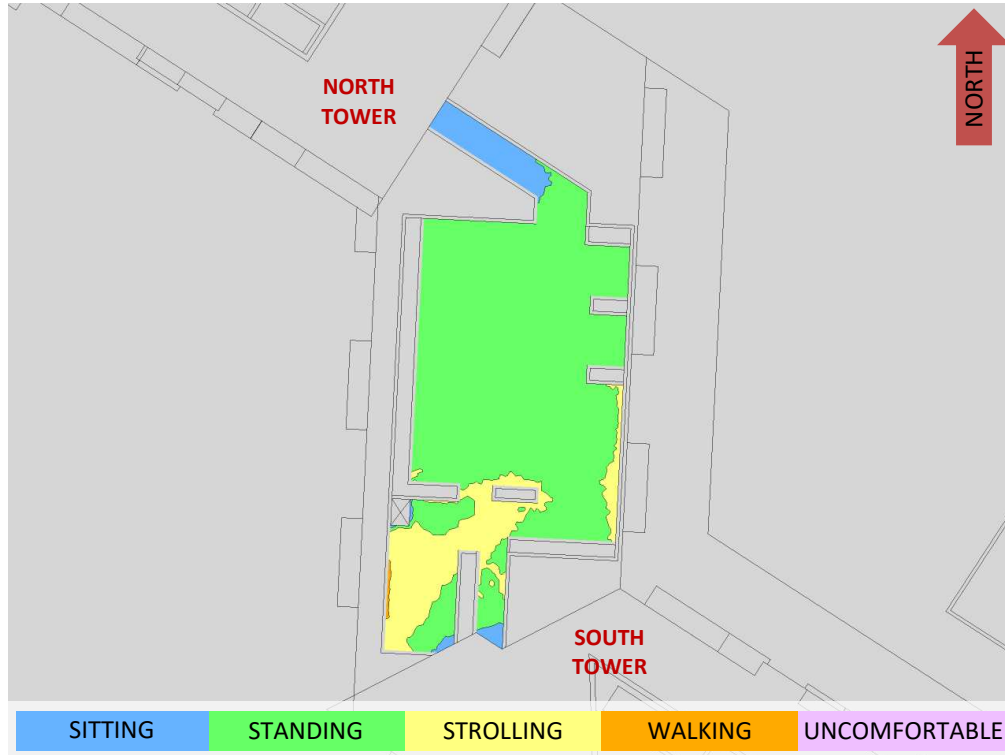 NORTH
TOWER
NORTH
SOUTH
TOWER
SITTING
STANDING
STROLLING
WALKING
UNCOMFORTABLE